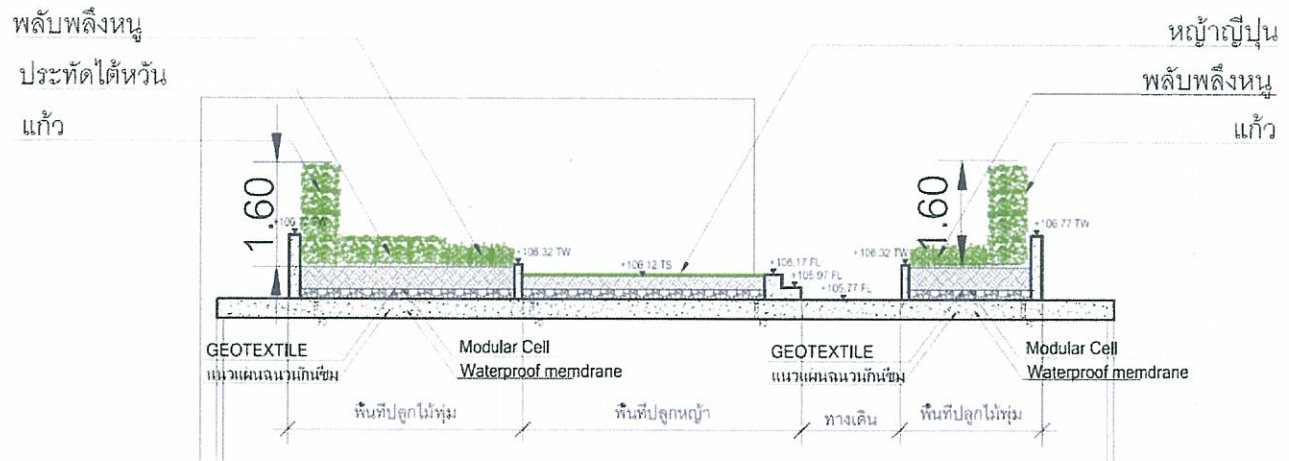 พลับพลึงหนู
ประทัดไต้หวัน
แก้ว
หญ้าญี่ปุ่น
พลับพลึงหนู
แก้ว
1.60
1.60
+106.32 TW
+106.12 TS
+106.17 FL
+105.97 FL
+105.77 FL
+106.32 TW
+106.77 TW
GEOTEXTILE
แนวแผ่นฉนวนกันซึม
Modular Cell
Waterproof memdrane
GEOTEXTILE
แนวแผ่นฉนวนกันซึม
Modular Cell
Waterproof memdrane
พื้นที่ปลูกไม้พุ่ม
พื้นที่ปลูกหญ้า
ทางเดิน
พื้นที่ปลูกไม้พุ่ม